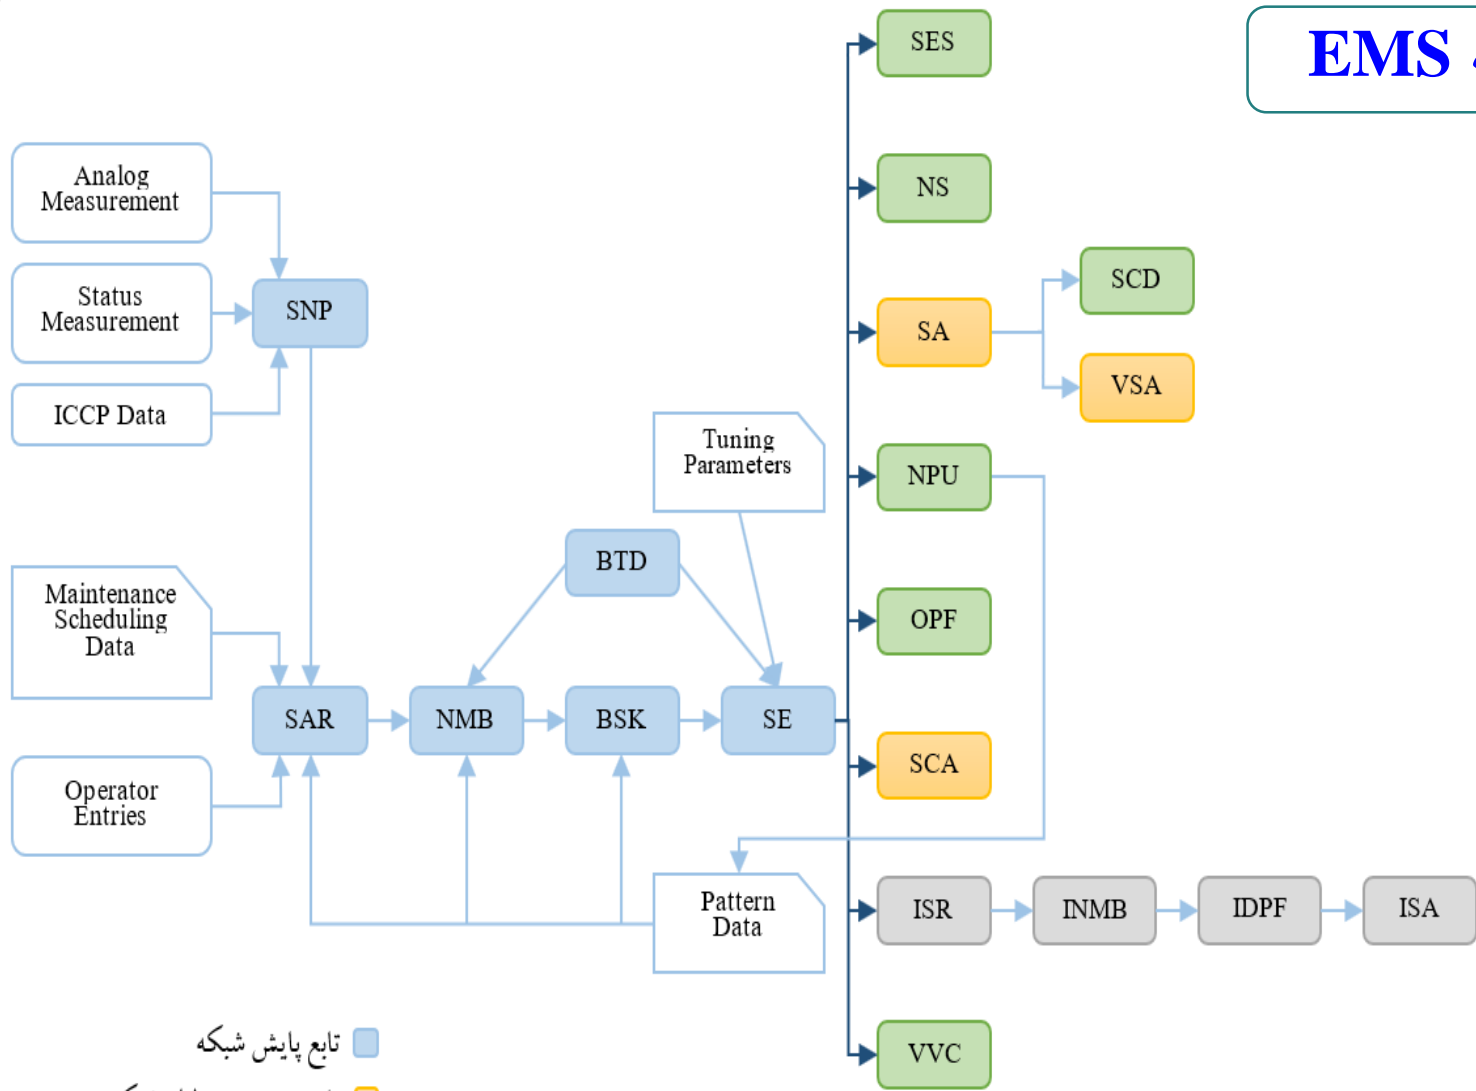 EMS
SES
NS
Analog
Measurement
Status
Measurement
ICCP Data
SNP
SA
SCD
VSA
Tuning
Parameters
NPU
BTD
OPF
Maintenance
Scheduling
Data
SAR
NMB
BSK
SE
SCA
Operator
Entries
Pattern
Data
ISR
INMB
IDPF
ISA
VVC
تابع پایش شبکه